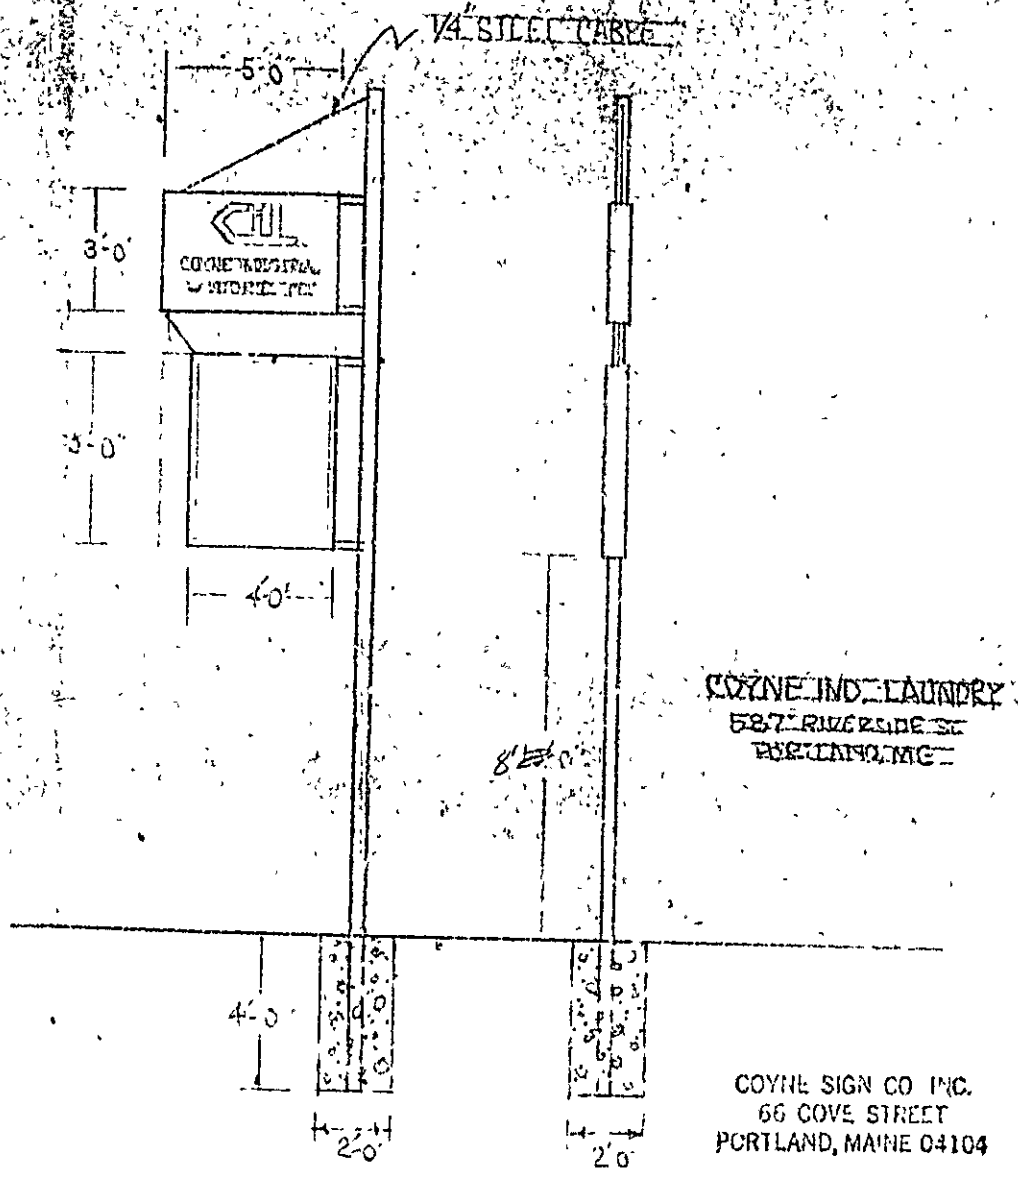 1/4" STEEL CABLE
5'-0"
3'-0"
CIL
COYNE INDUSTRIAL
5'-0"
4'-0"
8'
COYNE IND. LAUNDRY
587 RIVERSIDE ST
PORTLAND, ME
4'-0
2'-0"
2'0"
COYNE SIGN CO INC.
66 COVE STREET
PORTLAND, MAINE 04104